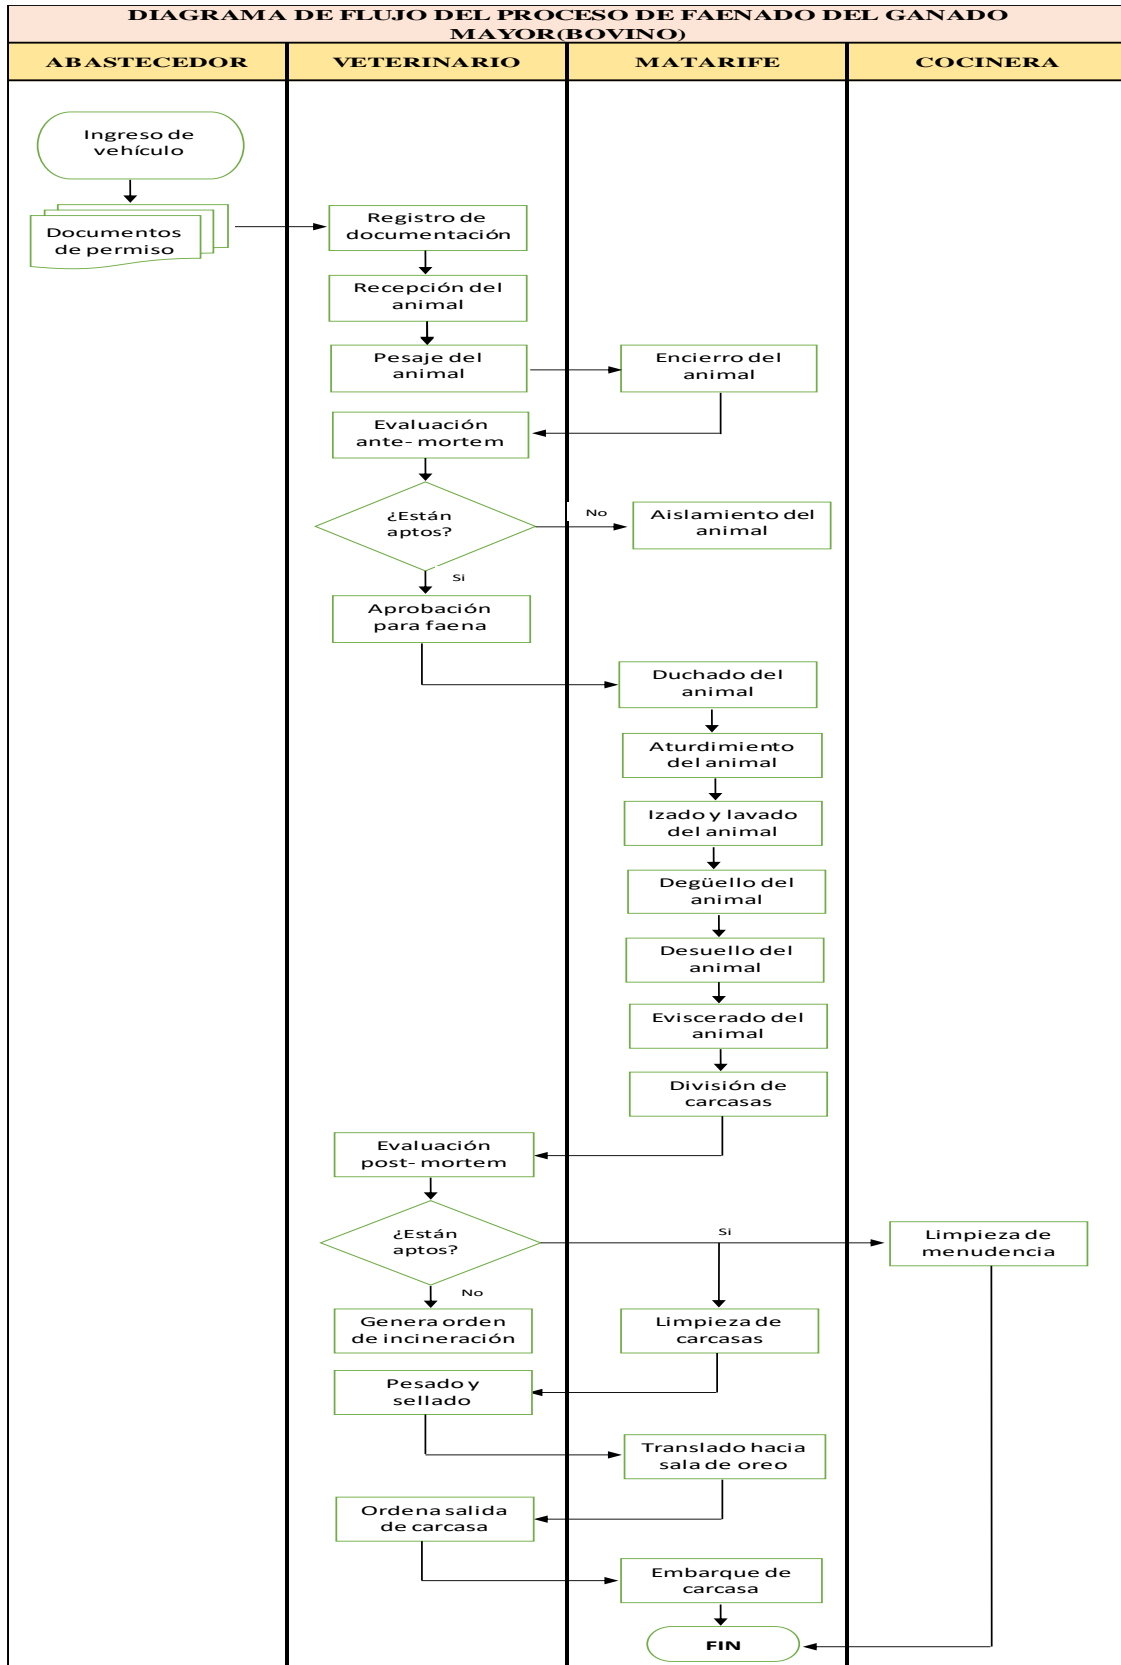 DIAGRAMA DE FLUJO DEL PROCESO DE FAENADO DEL GANADO
MAYOR(BOVINO)
ABASTECEDOR
VETERINARIO
MATARIFE
COCINERA
Ingreso de
vehículo
Documentos
de permiso
Registro de
documentación
Recepción del
animal
Pesaje del
animal
Encierro del
animal
Evaluación
ante- mortem
¿Están
aptos?
No
Aislamiento del
animal
Si
Aprobación
para faena
Duchado del
animal
Aturdimiento
del animal
Izado y lavado
del animal
Degüello del
animal
Desuello del
animal
Eviscerado del
animal
División de
carcasas
Evaluación
post- mortem
¿Están
aptos?
Si
Limpieza de
menudencia
No
Genera orden
de incineración
Limpieza de
carcasas
Pesado y
sellado
Translado hacia
sala de oreo
Ordena salida
de carcasa
Embarque de
carcasa
FIN